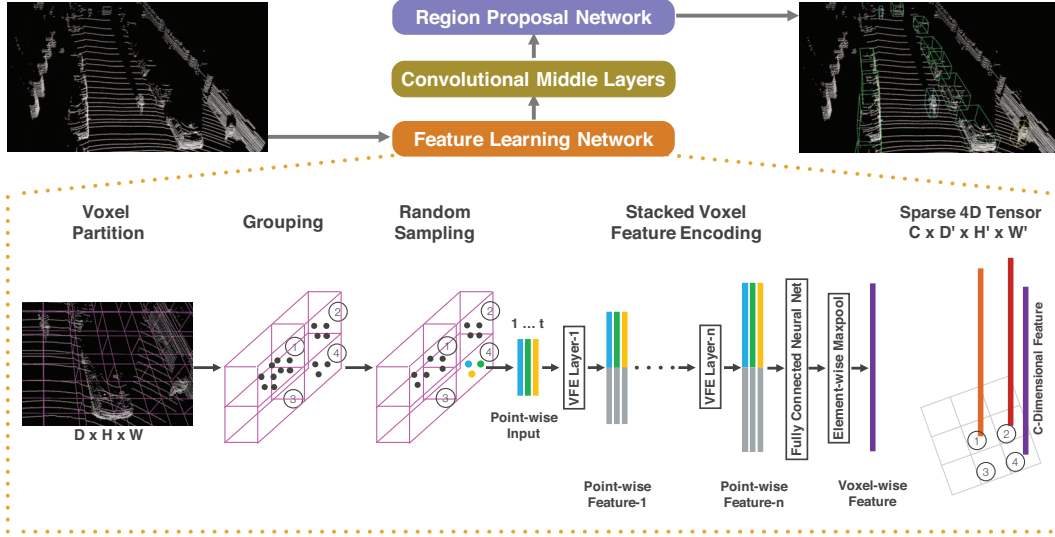 Region Proposal Network
Convolutional Middle Layers
Feature Learning Network
Voxel
Partition
Grouping
Random
Sampling
Stacked Voxel
Feature Encoding
Sparse 4D Tensor
C x D' x H' x W'
D x H x W
1
2
3
4
1
2
3
4
1 ... t
Point-wise
Input
VFE Layer-1
Point-wise
Feature-1
VFE Layer-n
Point-wise
Feature-n
Fully Connected Neural Net
Element-wise Maxpool
Voxel-wise
Feature
C-Dimensional Feature
1
2
3
4